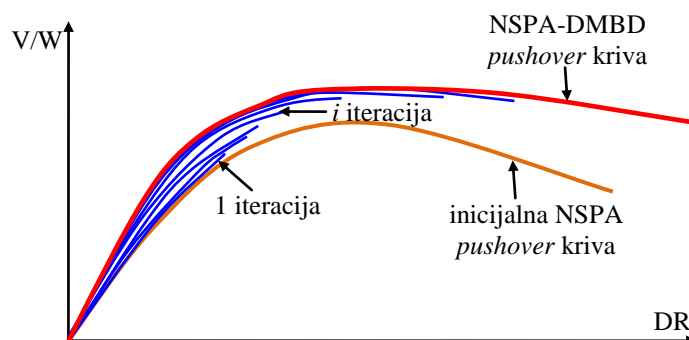 NSPA-DMBD
pushover kriva
V/W
i iteracija
1 iteracija
inicijalna NSPA
pushover kriva
DR